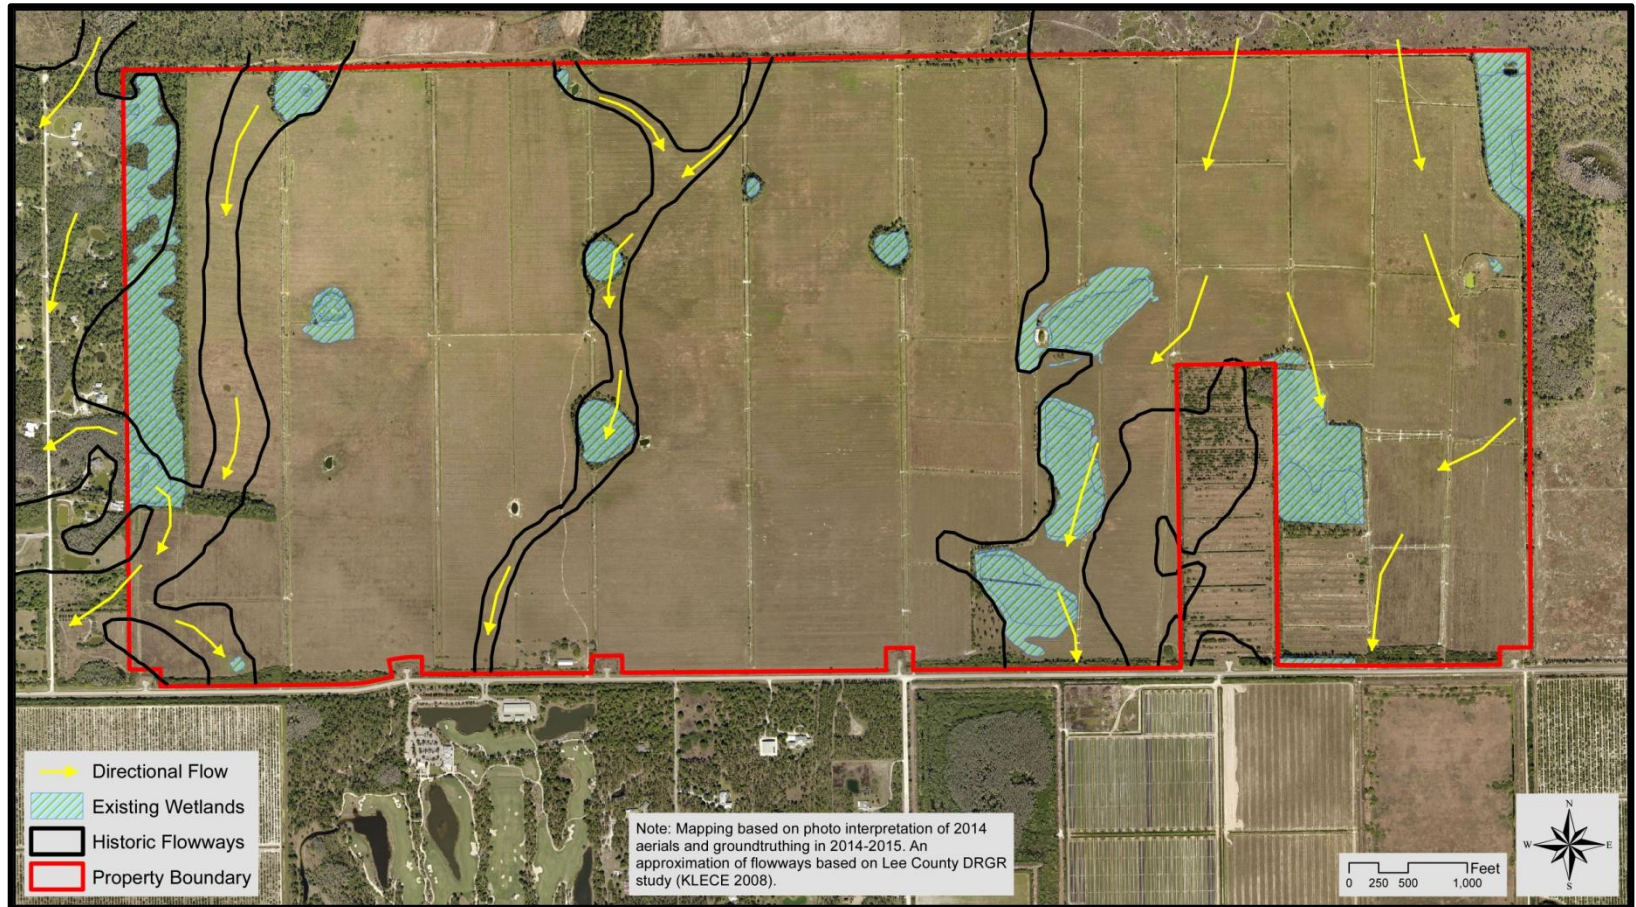 Directional Flow
Existing Wetlands
Historic Flowways
Property Boundary
Note: Mapping based on photo interpretation of 2014
aerials and groundtruthing in 2014-2015. An
approximation of flowways based on Lee County DRGR
study (KLECE 2008).
Feet
0 250 500 1,000
N
W E
S